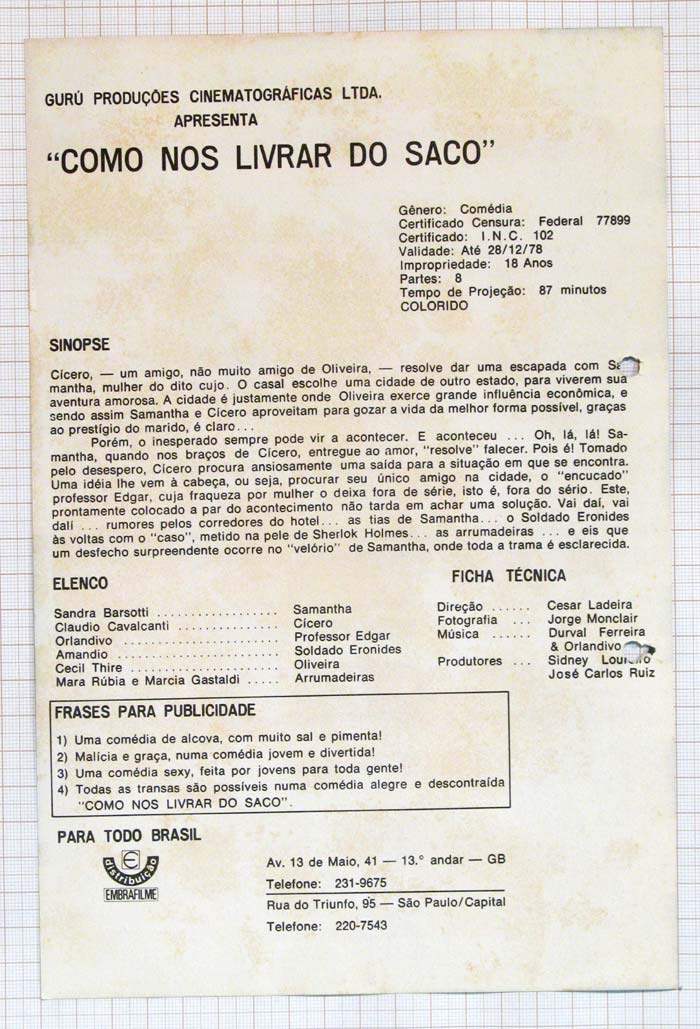 GURÚ PRODUÇÕES CINEMATOGRÁFICAS LTDA.
APRESENTA
"COMO NOS LIVRAR DO SACO"
Gênero: Comédia
Certificado Censura: Federal 77899
Certificado: I.N.C. 102
Validade: Até 28/12/78
Impropriedade: 18 Anos
Partes: 8
Tempo de Projeção: 87 minutos
COLORIDO
SINOPSE
Cícero, — um amigo, não muito amigo de Oliveira, — resolve dar uma escapada com Sa-
mantha, mulher do dito cujo. O casal escolhe uma cidade de outro estado, para viverem sua
aventura amorosa. A cidade é justamente onde Oliveira exerce grande influência econômica, e
sendo assim Samantha e Cícero aproveitam para gozar a vida da melhor forma possível, graças
ao prestígio do marido, é claro...
Porém, o inesperado sempre pode vir a acontecer. E aconteceu ... Oh, lá, lá! Sa-
mantha, quando nos braços de Cícero, entregue ao amor, "resolve" falecer. Pois é! Tomado
pelo desespero, Cícero procura ansiosamente uma saída para a situação em que se encontra.
Uma idéia lhe vem à cabeça, ou seja, procurar seu único amigo na cidade, o "encucado"
professor Edgar, cuja fraqueza por mulher o deixa fora de série, isto é, fora do sério. Este,
prontamente colocado a par do acontecimento não tarda em achar uma solução. Vai daí, vai
dalí ... rumores pelos corredores do hotel... as tias de Samantha... o Soldado Eronides
às voltas com o "caso", metido na pele de Sherlok Holmes... as arrumadeiras ... e eis que
um desfecho surpreendente ocorre no "velório" de Samantha, onde toda a trama é esclarecida.
ELENCO
Sandra Barsotti .................. Samantha
Claudio Cavalcanti ............... Cícero
Orlandivo ........................ Professor Edgar
Amandio .......................... Soldado Eronides
Cecil Thire ...................... Oliveira
Mara Rúbia e Marcia Gastaldi ..... Arrumadeiras
FICHA TÉCNICA
Direção ...... Cesar Ladeira
Fotografia ... Jorge Monclair
Música ...... Durval Ferreira
& Orlandivo
Produtores ... Sidney
José Carlos Ruiz
FRASES PARA PUBLICIDADE
1) Uma comédia de alcova, com muito sal e pimenta!
2) Malícia e graça, numa comédia jovem e divertida!
3) Uma comédia sexy, feita por jovens para toda gente!
4) Todas as transas são possíveis numa comédia alegre e descontraída
"COMO NOS LIVRAR DO SACO".
PARA TODO BRASIL
E
distribuição
EMBRAFILME
Av. 13 de Maio, 41 — 13.º andar — GB
Telefone: 231-9675
Rua do Triunfo, 95 — São Paulo/Capital
Telefone: 220-7543